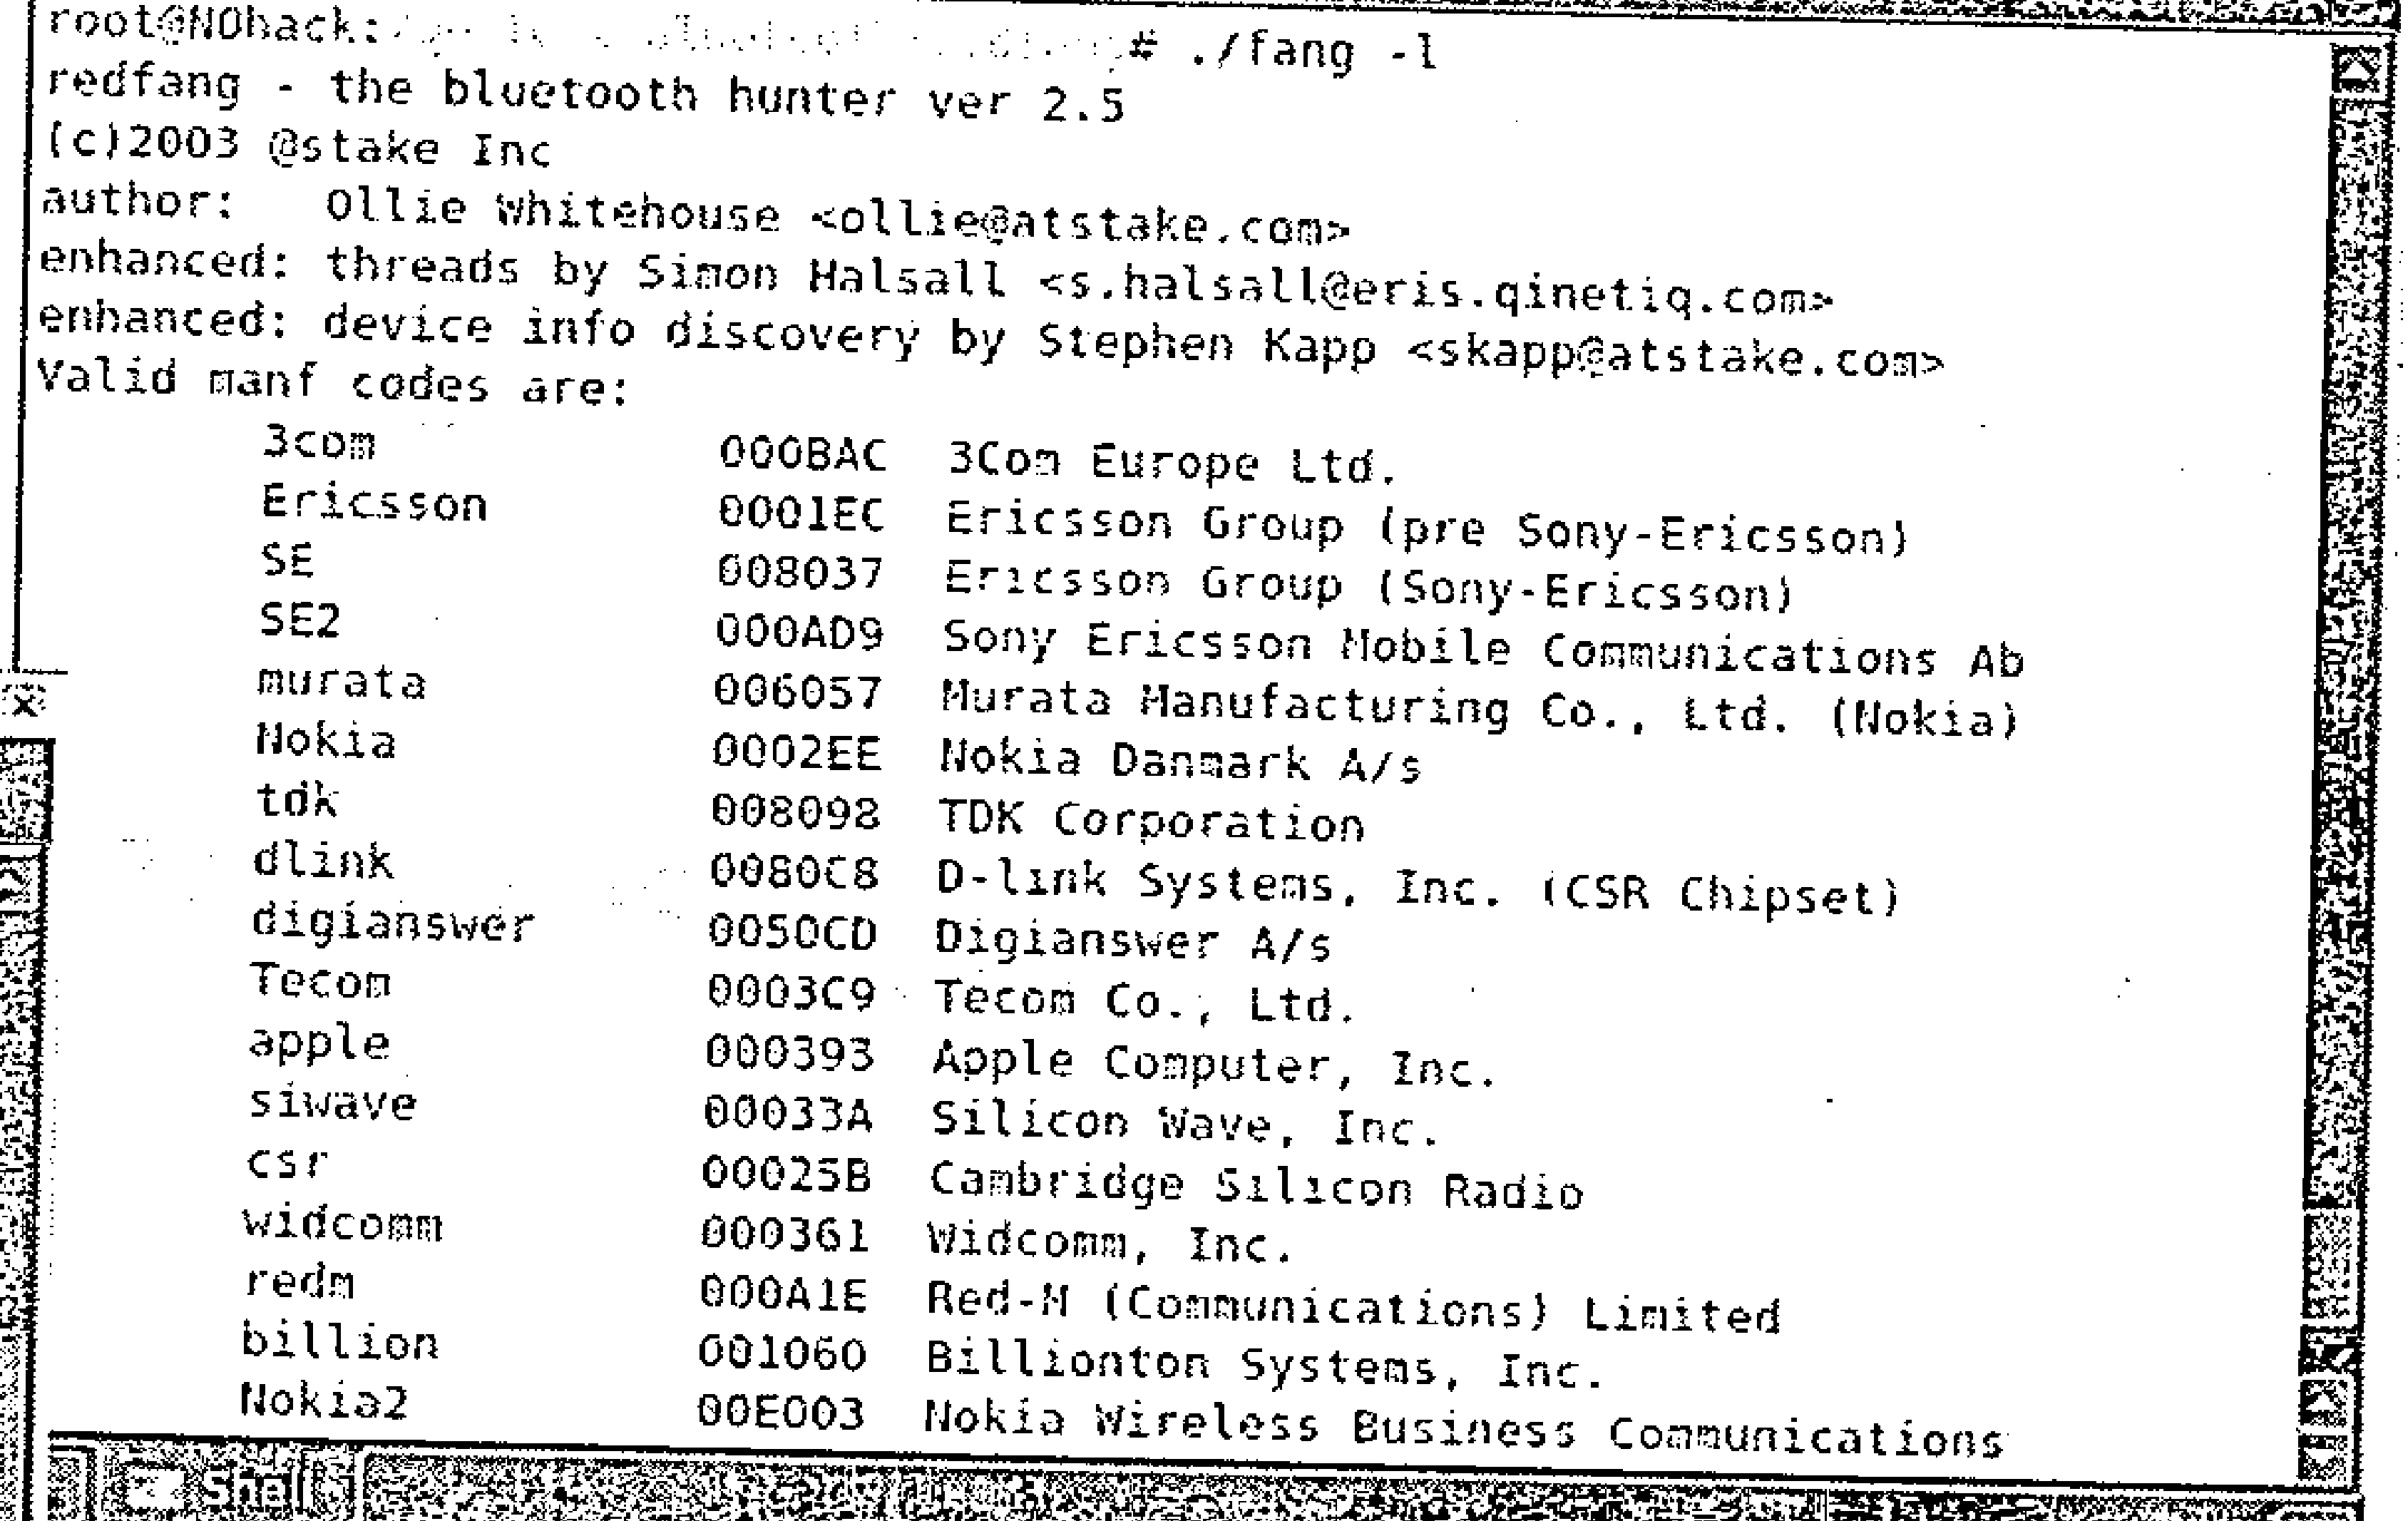 root@NOhack: # ./fang -l
redfang - the bluetooth hunter ver 2.5
(c)2003 @stake Inc
author:   Ollie Whitehouse <ollie@atstake.com>
enhanced: threads by Simon Halsall <s.halsall@eris.qinetiq.com>
enhanced: device info discovery by Stephen Kapp <skapp@atstake.com>
Valid manf codes are:
3com 000BAC 3Com Europe Ltd.
Ericsson 0001EC Ericsson Group (pre Sony-Ericsson)
SE 008037 Ericsson Group (Sony-Ericsson)
SE2 000AD9 Sony Ericsson Mobile Communications Ab
murata 006057 Murata Manufacturing Co., Ltd. (Nokia)
Nokia 0002EE Nokia Danmark A/s
tdk 008098 TDK Corporation
dlink 0080C8 D-link Systems, Inc. (CSR Chipset)
digianswer 0050CD Digianswer A/s
Tecom 0003C9 Tecom Co., Ltd.
apple 000393 Apple Computer, Inc.
siwave 00033A Silicon Wave, Inc.
csr 00025B Cambridge Silicon Radio
widcomm 000361 Widcomm, Inc.
redm 000A1E Red-M (Communications) Limited
billion 001060 Billionton Systems, Inc.
Nokia2 00E003 Nokia Wireless Business Communications
Shell